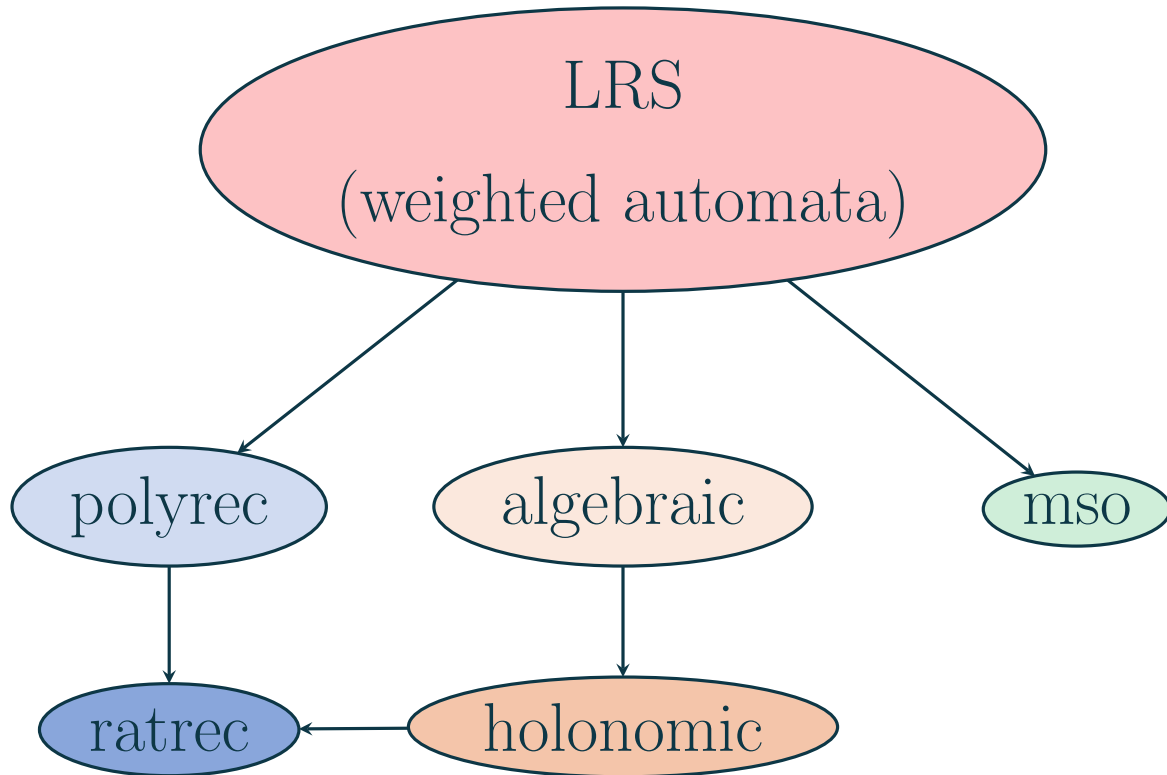 LRS
(weighted automata)
polyrec
algebraic
mso
ratrec
holonomic